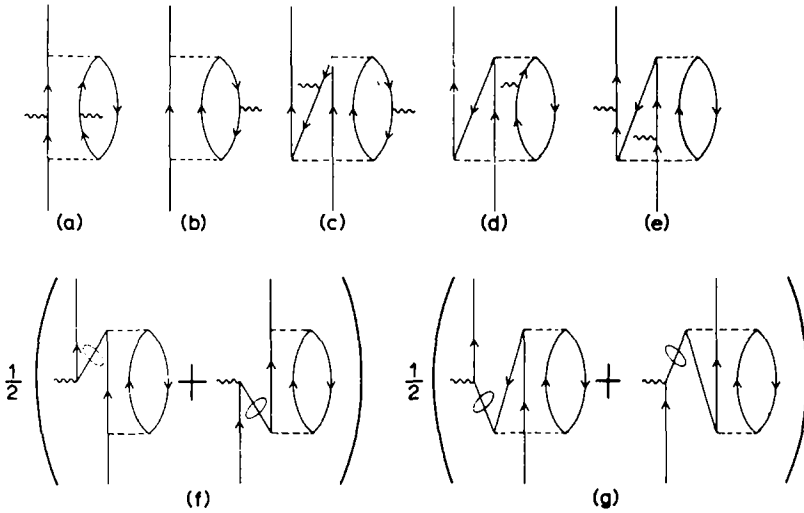 (a) (b) (c) (d) (e)
1/2 ( + ) 1/2 ( + )
(f) (g)